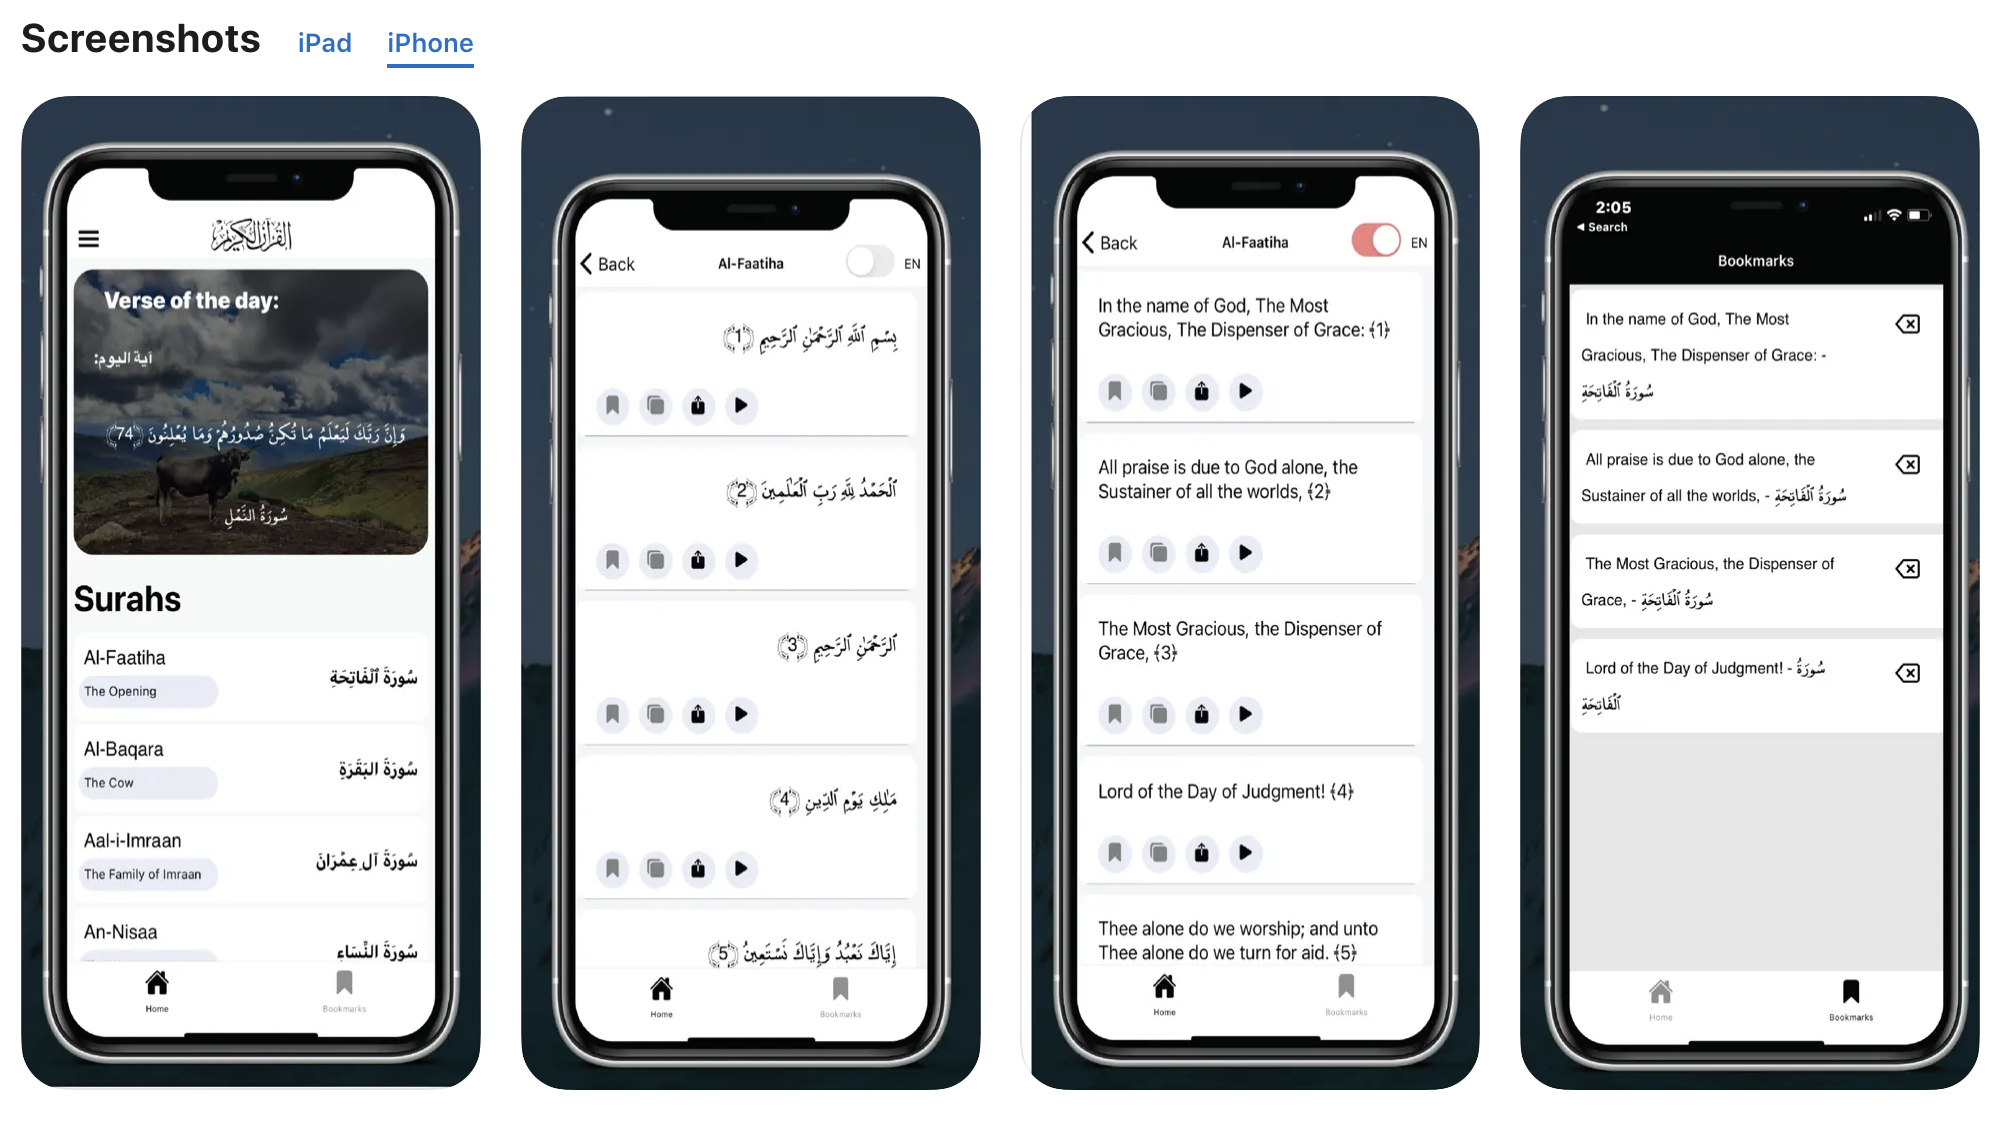 Screenshots iPad iPhone
القرآن الكريم
Verse of the day:
آية اليوم:
وَإِنَّ رَبَّكَ لَيَعْلَمُ مَا تُكِنُّ صُدُورُهُمْ وَمَا يُعْلِنُونَ ﴿74﴾
سُورَةُ النَّمْلِ
Surahs
Al-Faatiha
The Opening
سُورَةُ ٱلْفَاتِحَةِ
Al-Baqara
The Cow
سُورَةُ البَقَرَةِ
Aal-i-Imraan
The Family of Imraan
سُورَةُ آل عِمۡرَانَ
An-Nisaa
سُورَةُ النِّسَاءِ
Home Bookmarks
Back Al-Faatiha EN
بِسْمِ ٱللَّهِ ٱلرَّحْمَٰنِ ٱلرَّحِيمِ ﴿1﴾
ٱلْحَمْدُ لِلَّهِ رَبِّ ٱلْعَٰلَمِينَ ﴿2﴾
ٱلرَّحْمَٰنِ ٱلرَّحِيمِ ﴿3﴾
مَٰلِكِ يَوْمِ ٱلدِّينِ ﴿4﴾
إِيَّاكَ نَعْبُدُ وَإِيَّاكَ نَسْتَعِينُ ﴿5﴾
Home Bookmarks
Back Al-Faatiha EN
In the name of God, The Most
Gracious, The Dispenser of Grace: ﴾1﴿
All praise is due to God alone, the
Sustainer of all the worlds, ﴾2﴿
The Most Gracious, the Dispenser of
Grace, ﴾3﴿
Lord of the Day of Judgment! ﴾4﴿
Thee alone do we worship; and unto
Thee alone do we turn for aid. ﴾5﴿
Home Bookmarks
2:05
Search
Bookmarks
In the name of God, The Most
Gracious, The Dispenser of Grace: -
سُورَةُ ٱلْفَاتِحَةِ
All praise is due to God alone, the
Sustainer of all the worlds, - سُورَةُ ٱلْفَاتِحَةِ
The Most Gracious, the Dispenser of
Grace, - سُورَةُ ٱلْفَاتِحَةِ
Lord of the Day of Judgment! - سُورَةُ
ٱلْفَاتِحَةِ
Home Bookmarks